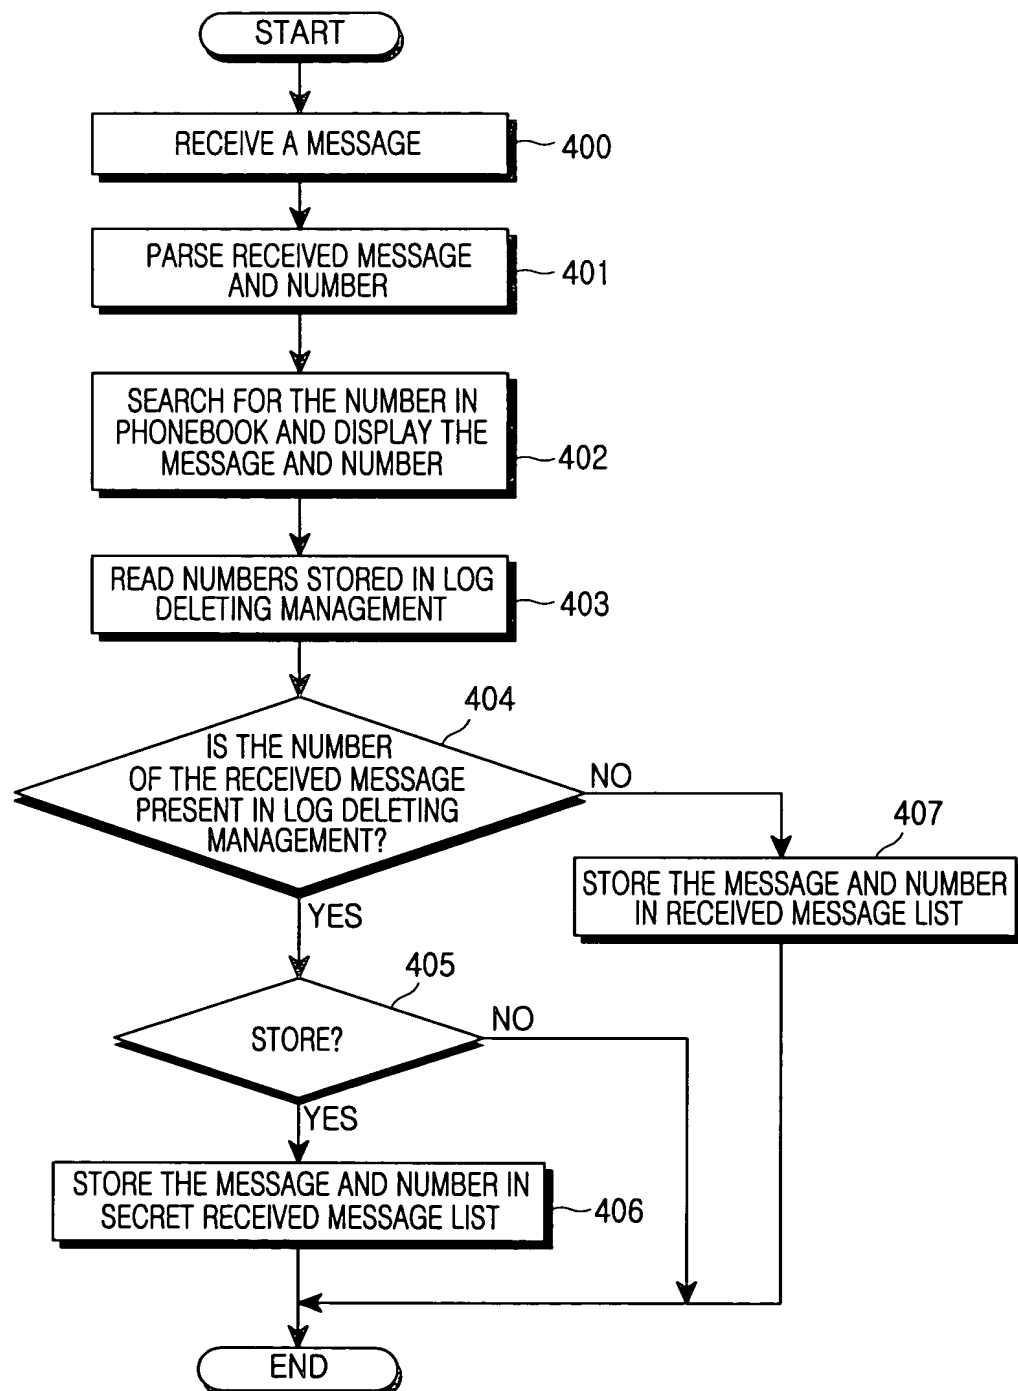 START
RECEIVE A MESSAGE
400
PARSE RECEIVED MESSAGE
AND NUMBER
401
SEARCH FOR THE NUMBER IN
PHONEBOOK AND DISPLAY THE
MESSAGE AND NUMBER
402
READ NUMBERS STORED IN LOG
DELETING MANAGEMENT
403
404
IS THE NUMBER
OF THE RECEIVED MESSAGE
PRESENT IN LOG DELETING
MANAGEMENT?
NO
407
STORE THE MESSAGE AND NUMBER
IN RECEIVED MESSAGE LIST
YES
405
STORE?
NO
YES
STORE THE MESSAGE AND NUMBER IN
SECRET RECEIVED MESSAGE LIST
406
END